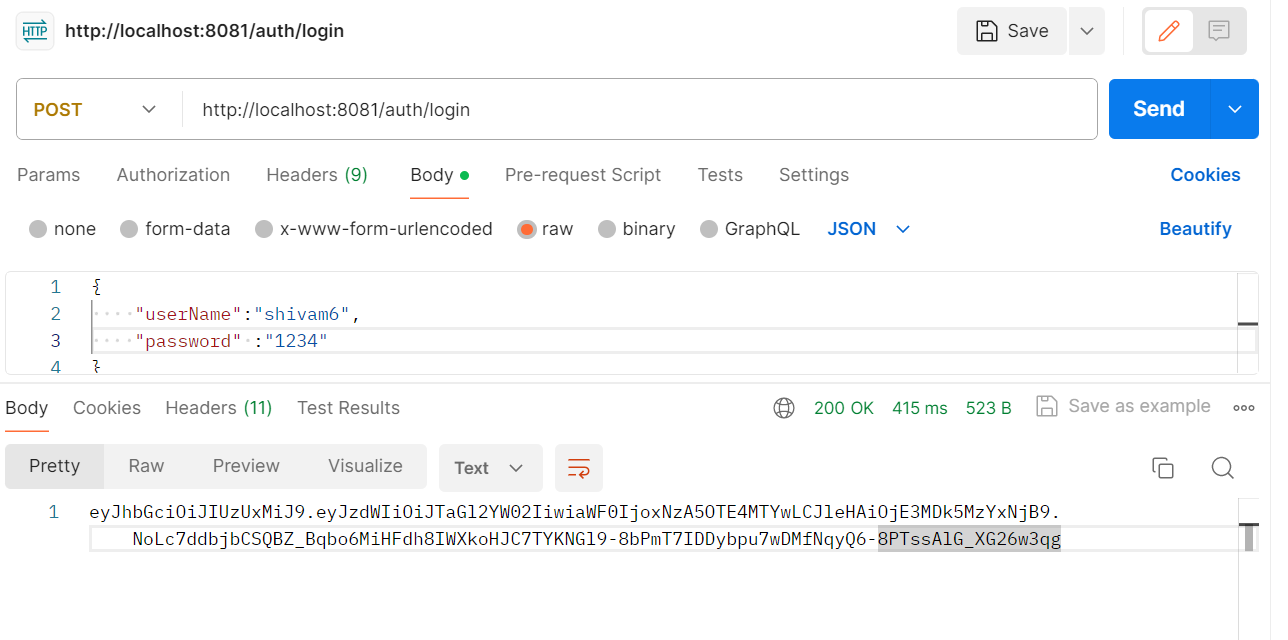 HTTP http://localhost:8081/auth/login Save
POST http://localhost:8081/auth/login Send
Params Authorization Headers (9) Body Pre-request Script Tests Settings Cookies
none form-data x-www-form-urlencoded raw binary GraphQL JSON Beautify
1 {
2 "userName":"shivam6",
3 "password" :"1234"
4 }
Body Cookies Headers (11) Test Results 200 OK 415 ms 523 B Save as example
Pretty Raw Preview Visualize Text
1 eyJhbGciOiJIUzUxMiJ9.eyJzdWIiOiJTaGl2YW02IiwiaWF0IjoxNzA5OTE4MTYwLCJleHAiOjE3MDk5MzYxNjB9.
NoLc7ddbjbCSQBZ_Bqbo6MiHFdh8IWXkoHJC7TYKNGl9-8bPmT7IDDybpu7wDMfNqyQ6-8PTssAlG_XG26w3qg